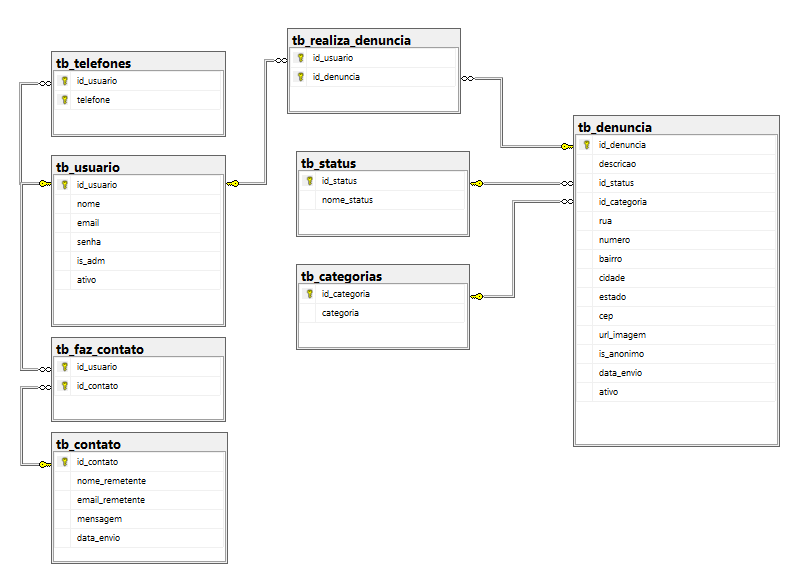 tb_telefones
id_usuario
telefone
tb_usuario
id_usuario
nome
email
senha
is_adm
ativo
tb_faz_contato
id_usuario
id_contato
tb_contato
id_contato
nome_remetente
email_remetente
mensagem
data_envio
tb_realiza_denuncia
id_usuario
id_denuncia
tb_status
id_status
nome_status
tb_categorias
id_categoria
categoria
tb_denuncia
id_denuncia
descricao
id_status
id_categoria
rua
numero
bairro
cidade
estado
cep
url_imagem
is_anonimo
data_envio
ativo